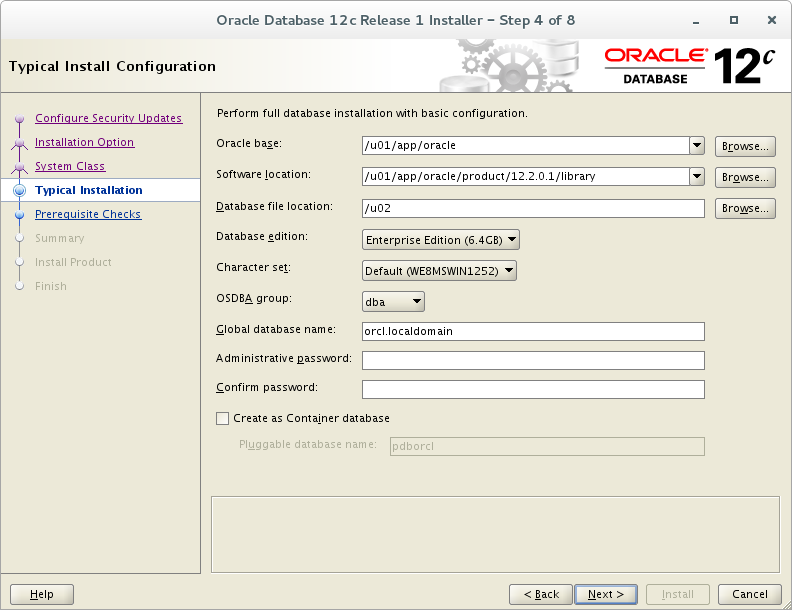 Oracle Database 12c Release 1 Installer - Step 4 of 8
Typical Install Configuration
ORACLE®
DATABASE
12c
Configure Security Updates
Installation Option
System Class
Typical Installation
Prerequisite Checks
Summary
Install Product
Finish
Perform full database installation with basic configuration.
Oracle base: /u01/app/oracle Browse...
Software location: /u01/app/oracle/product/12.2.0.1/library Browse...
Database file location: /u02 Browse...
Database edition: Enterprise Edition (6.4GB)
Character set: Default (WE8MSWIN1252)
OSDBA group: dba
Global database name: orcl.localdomain
Administrative password:
Confirm password:
Create as Container database
Pluggable database name: pdborcl
Help < Back Next > Install Cancel